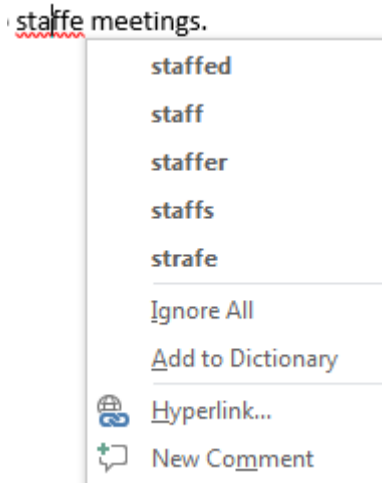 staffe meetings.
staffed
staff
staffer
staffs
strafe
Ignore All
Add to Dictionary
Hyperlink...
New Comment